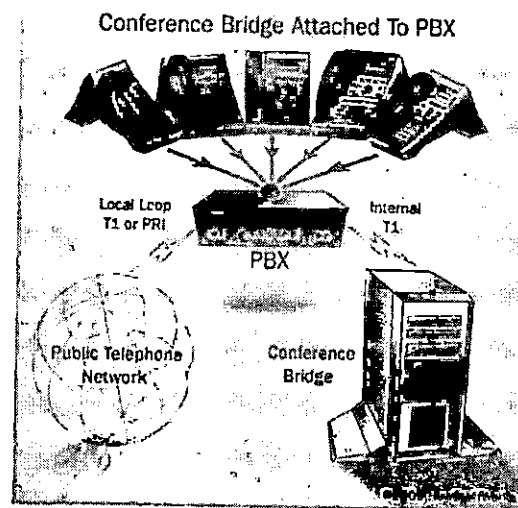 Conference Bridge Attached To PBX
Local Loop
T1 or PRI
Internal
T1
PBX
Public Telephone
Network
Conference
Bridge